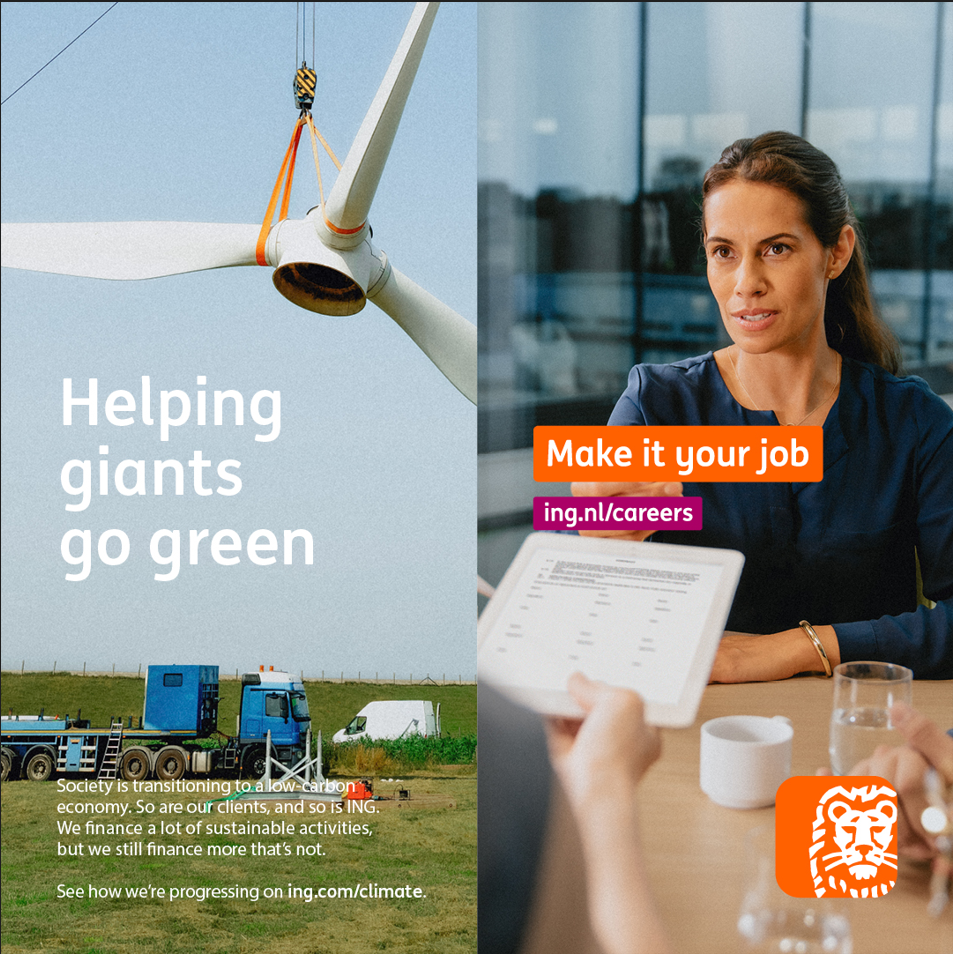 Helping
giants
go green
Society is transitioning to a low-carbon
economy. So are our clients, and so is ING.
We finance a lot of sustainable activities,
but we still finance more that's not.
See how we're progressing on ing.com/climate.
Make it your job
ing.nl/careers